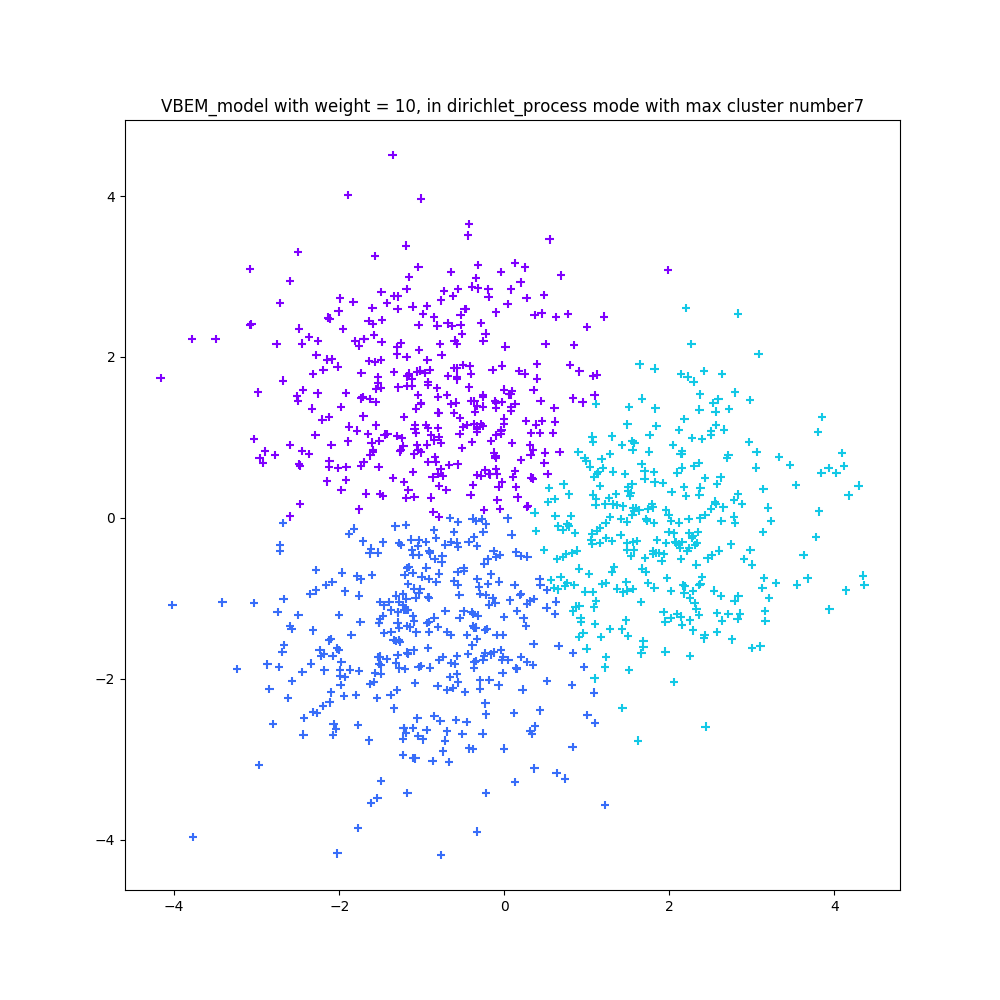 VBEM_model with weight = 10, in dirichlet_process mode with max cluster number7
4
2
0
−2
−4
−4 −2 0 2 4